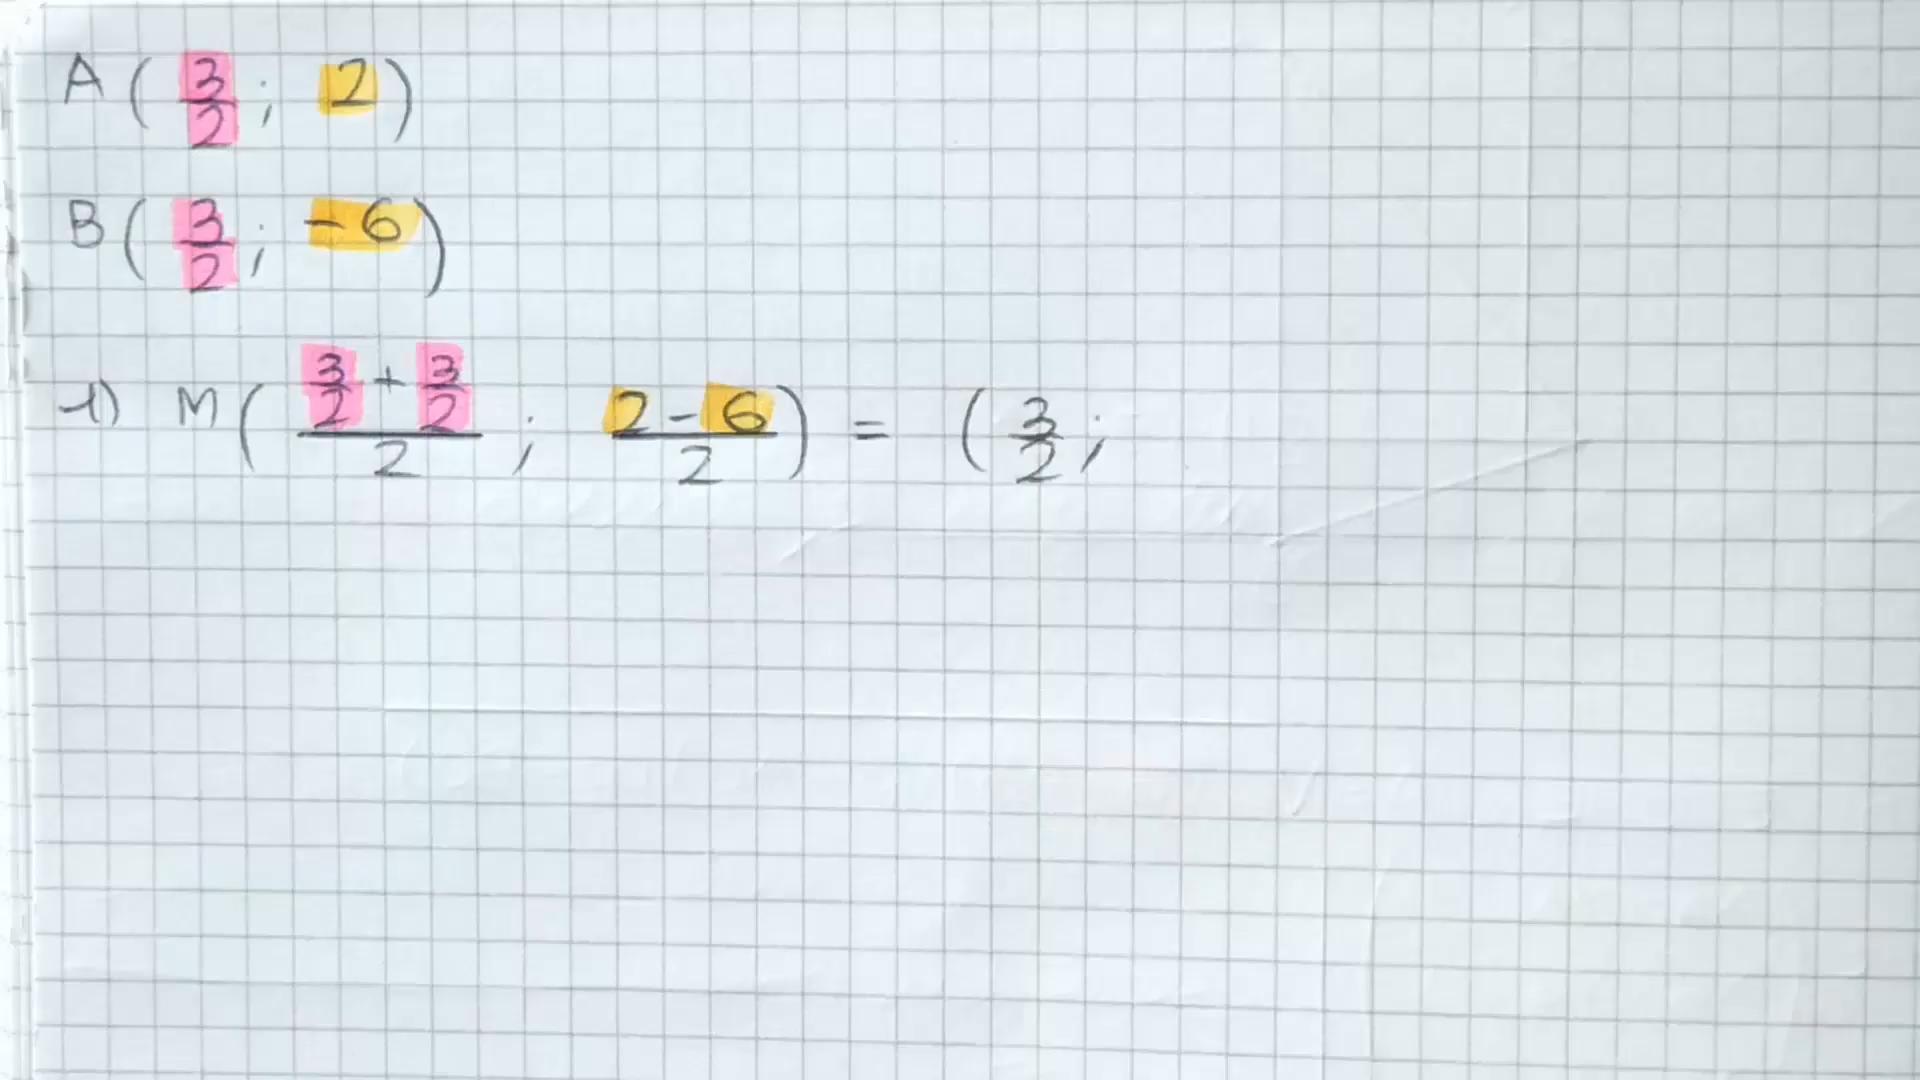 A ( 3/2 ; 2 )
B ( 3/2 ; -6 )
1) M ( (3/2 + 3/2)/2 ; (2 - 6)/2 ) = ( 3/2 ;